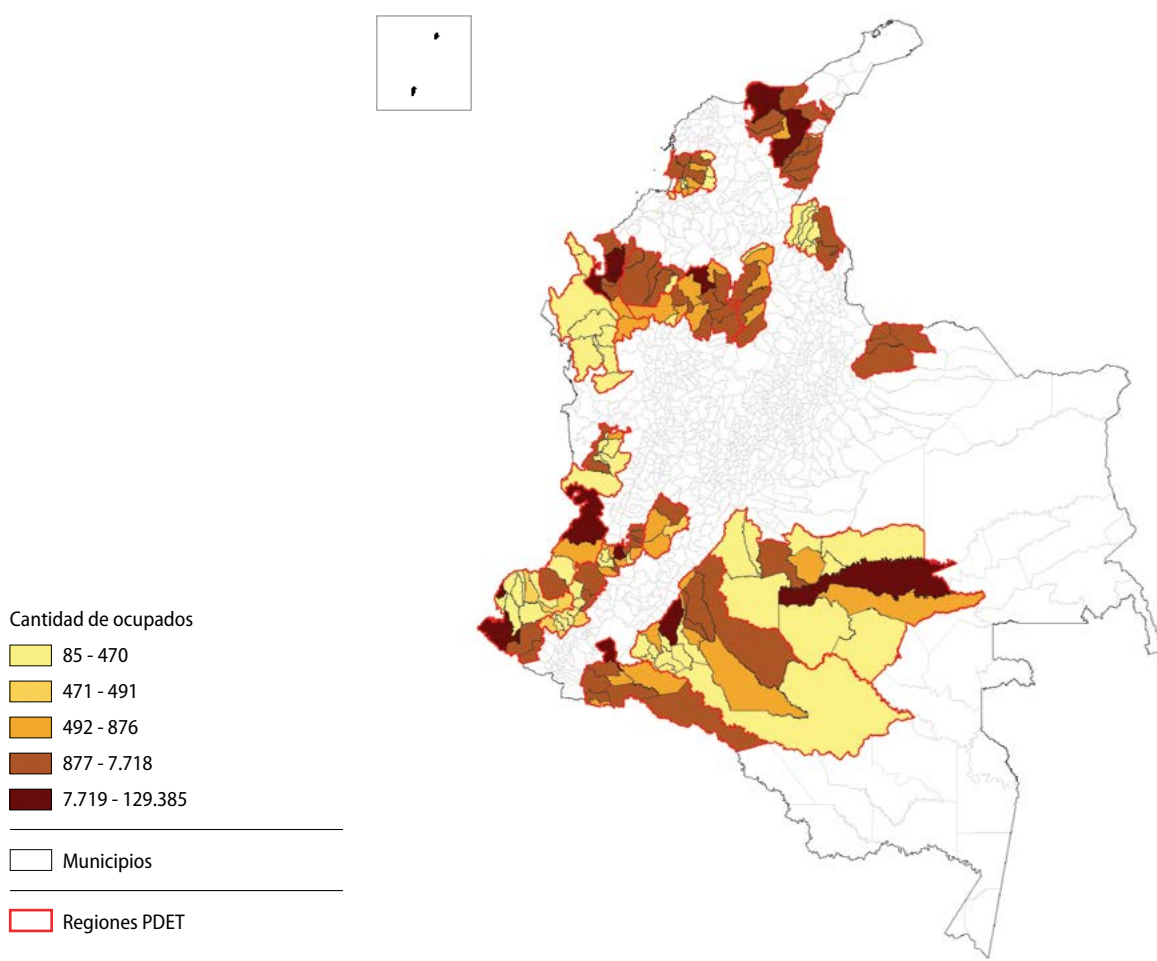 Cantidad de ocupados
85 - 470
471 - 491
492 - 876
877 - 7.718
7.719 - 129.385
Municipios
Regiones PDET